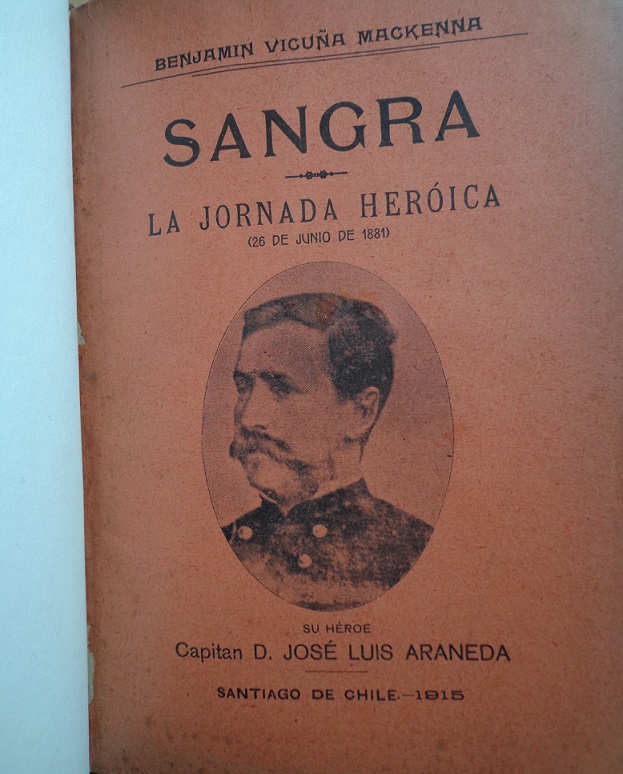 BENJAMIN VICUÑA MACKENNA
SANGRA
LA JORNADA HERÓICA
(26 DE JUNIO DE 1881)
SU HÉROE
Capitan D. JOSÉ LUIS ARANEDA
SANTIAGO DE CHILE.—1915